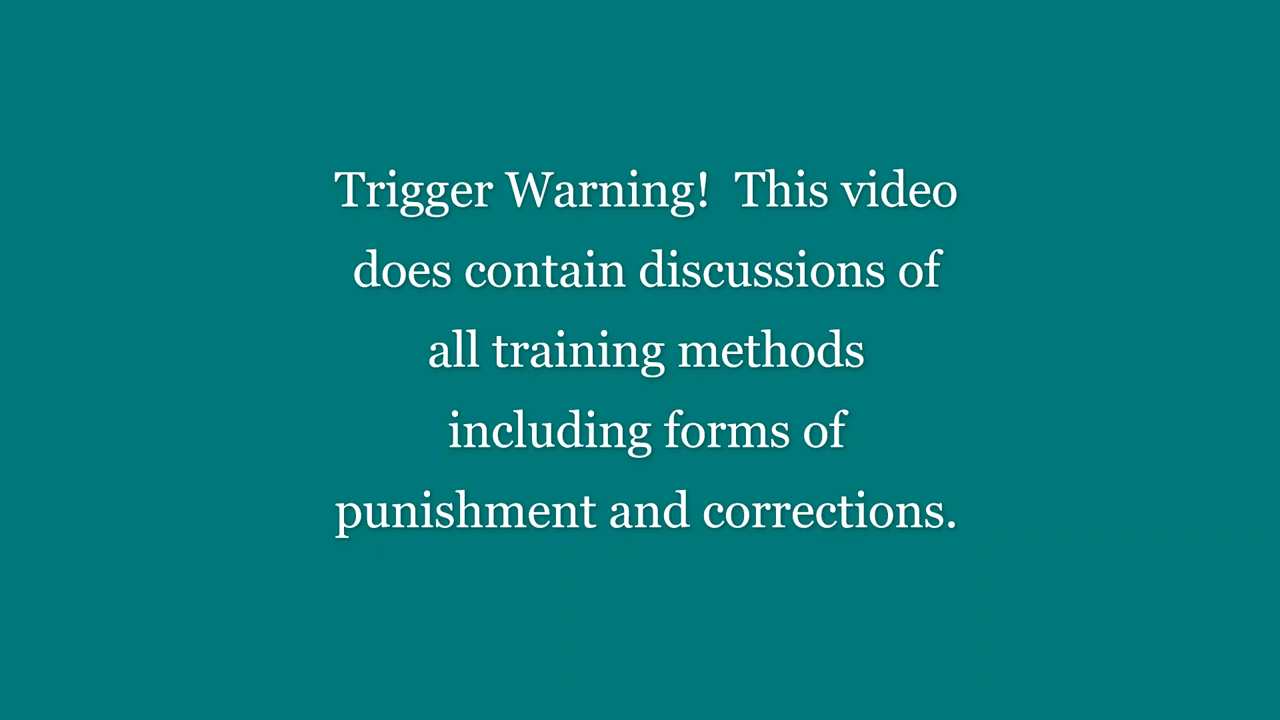 Trigger Warning!  This video
does contain discussions of
all training methods
including forms of
punishment and corrections.